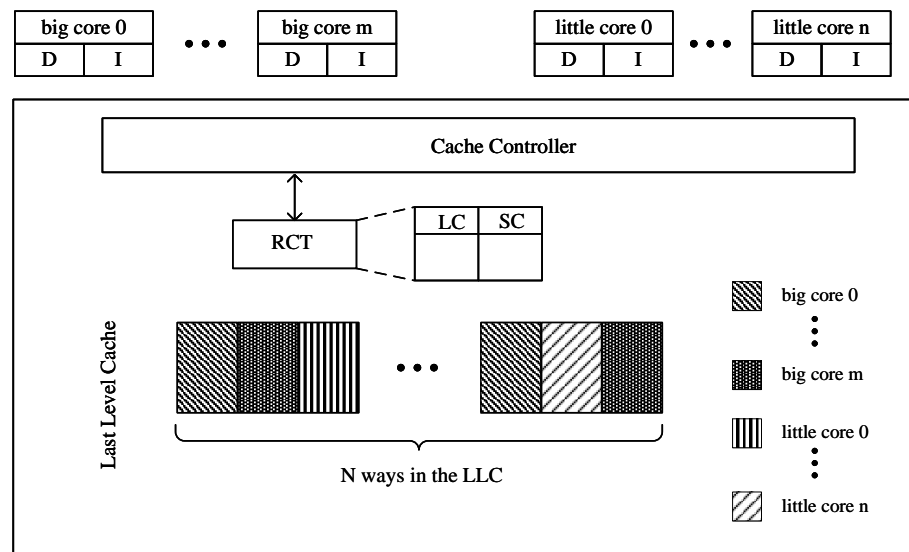 big core 0
D I
big core m
D I
little core 0
D I
little core n
D I
Cache Controller
RCT
LC SC
Last Level Cache
N ways in the LLC
big core 0
big core m
little core 0
little core n